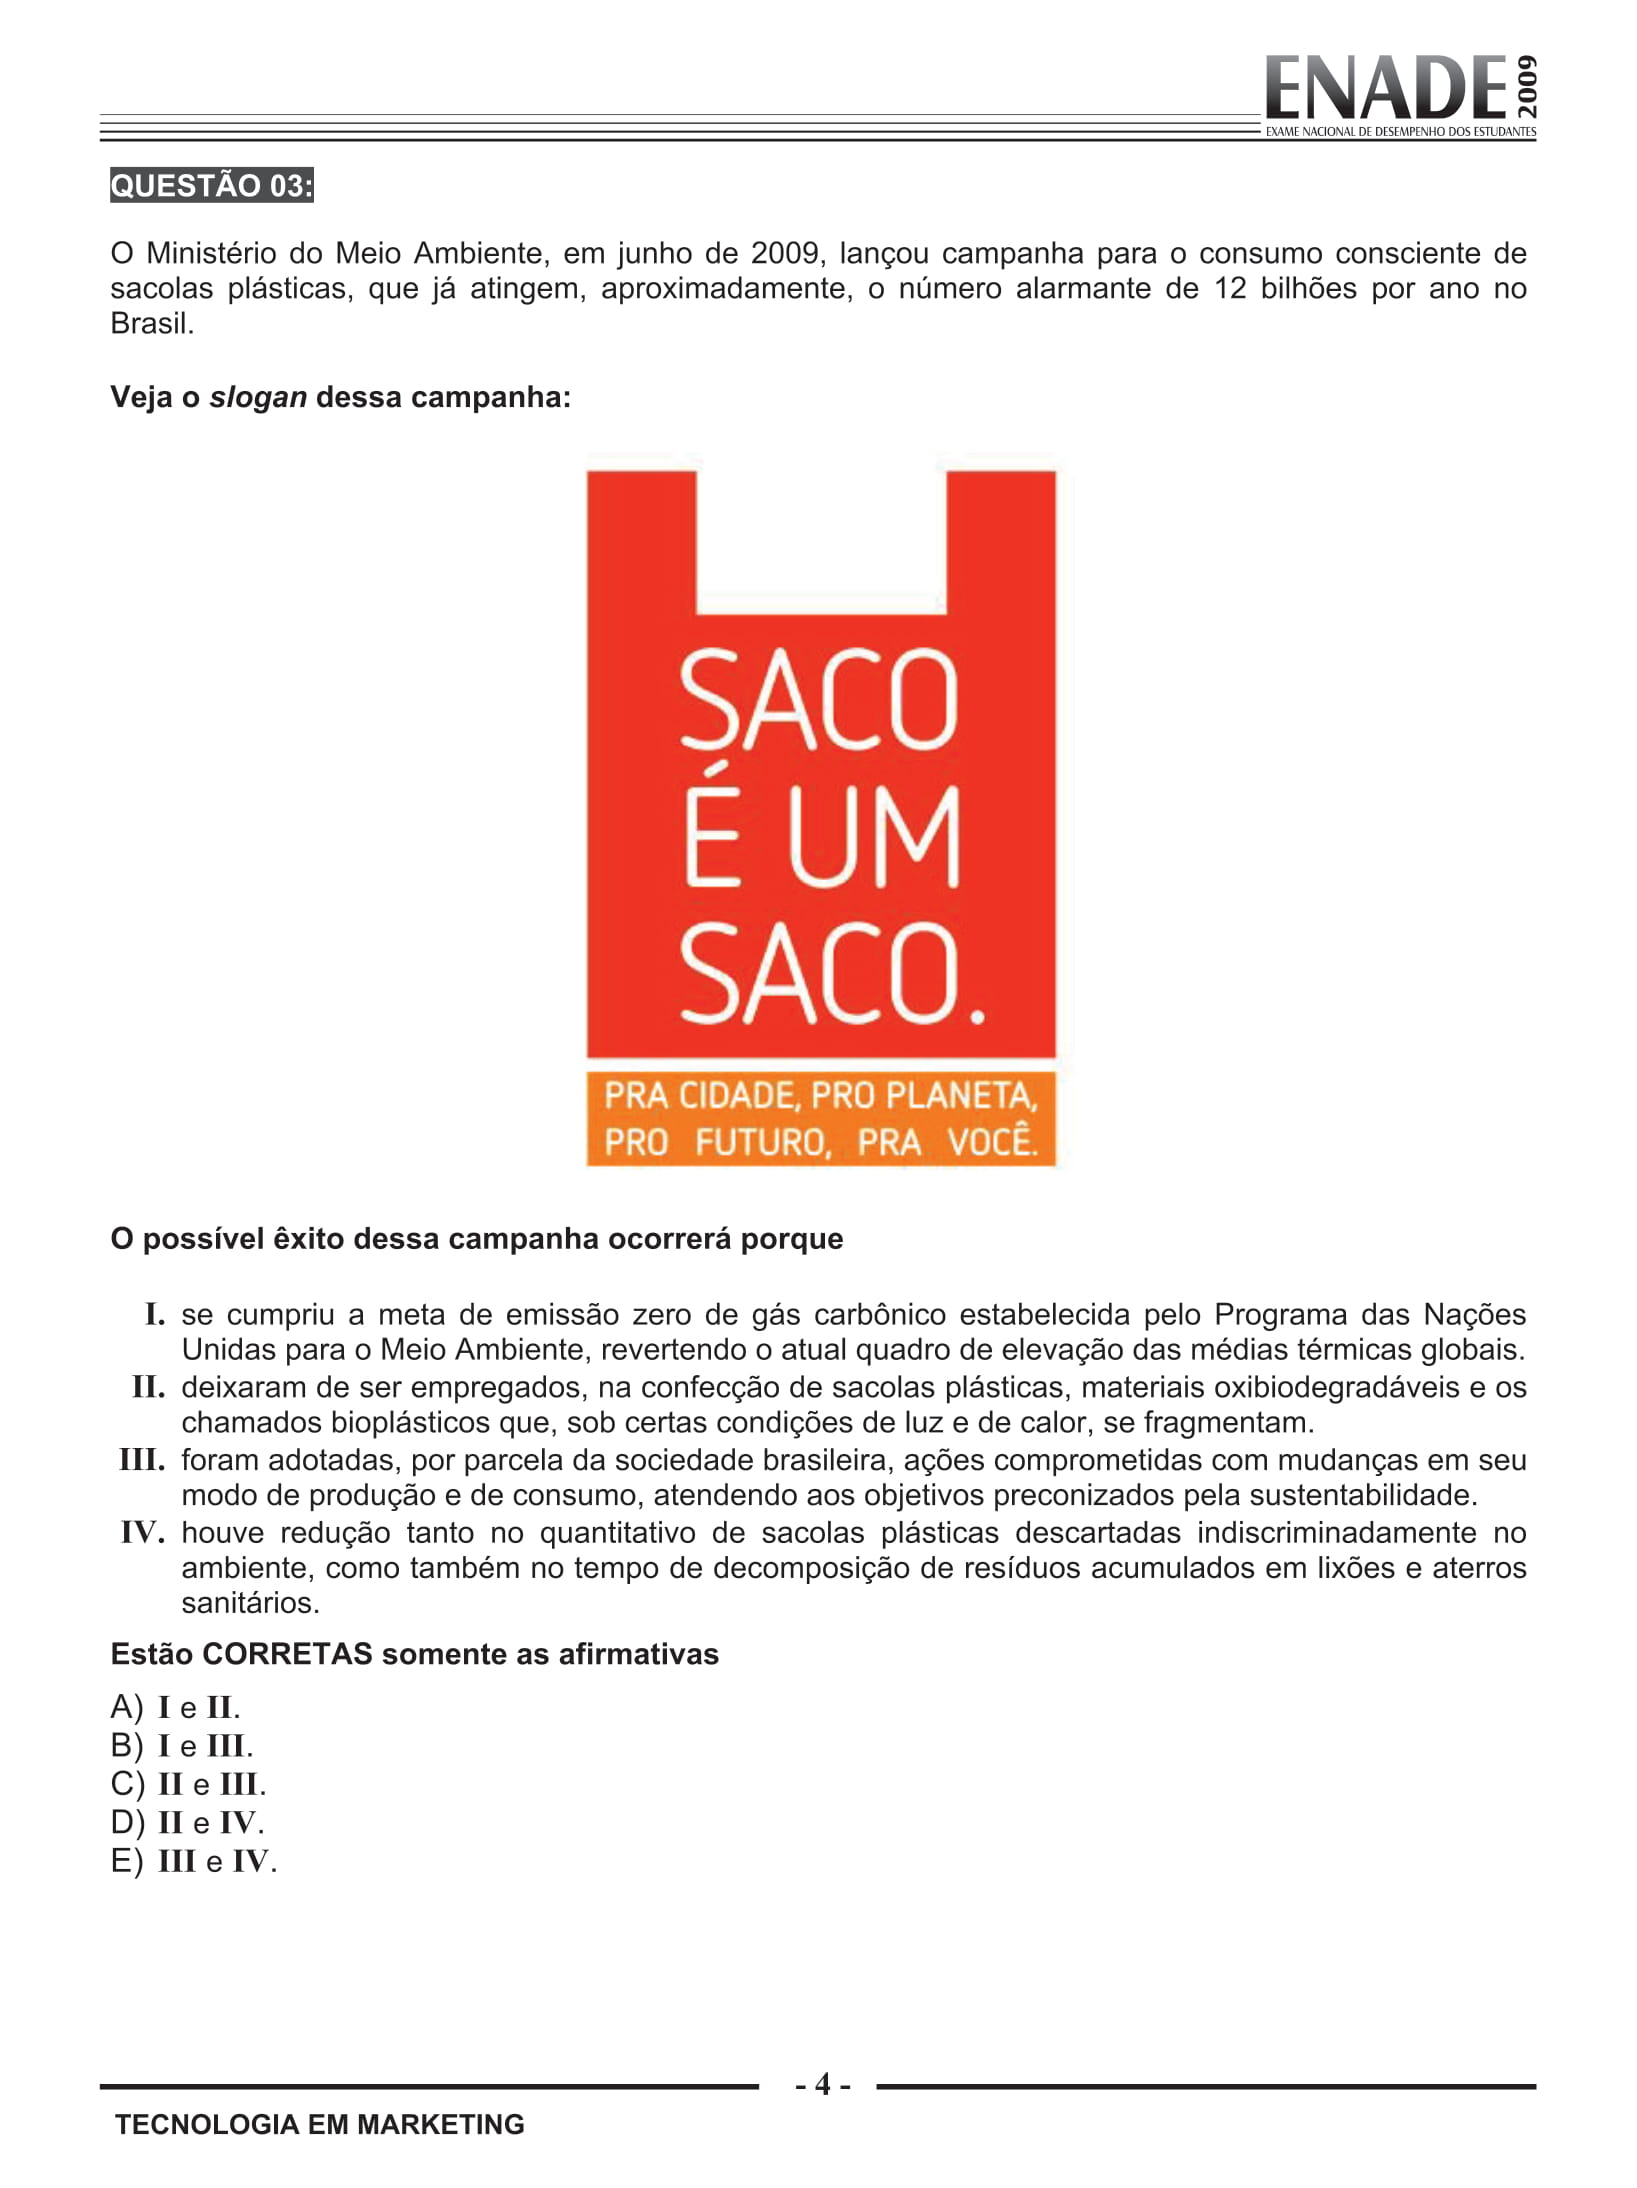 ENADE 2009
EXAME NACIONAL DE DESEMPENHO DOS ESTUDANTES
QUESTÃO 03:
O Ministério do Meio Ambiente, em junho de 2009, lançou campanha para o consumo consciente de
sacolas plásticas, que já atingem, aproximadamente, o número alarmante de 12 bilhões por ano no
Brasil.
Veja o slogan dessa campanha:
SACO
É UM
SACO.
PRA CIDADE, PRO PLANETA,
PRO FUTURO, PRA VOCÊ.
O possível êxito dessa campanha ocorrerá porque
I. se cumpriu a meta de emissão zero de gás carbônico estabelecida pelo Programa das Nações
Unidas para o Meio Ambiente, revertendo o atual quadro de elevação das médias térmicas globais.
II. deixaram de ser empregados, na confecção de sacolas plásticas, materiais oxibiodegradáveis e os
chamados bioplásticos que, sob certas condições de luz e de calor, se fragmentam.
III. foram adotadas, por parcela da sociedade brasileira, ações comprometidas com mudanças em seu
modo de produção e de consumo, atendendo aos objetivos preconizados pela sustentabilidade.
IV. houve redução tanto no quantitativo de sacolas plásticas descartadas indiscriminadamente no
ambiente, como também no tempo de decomposição de resíduos acumulados em lixões e aterros
sanitários.
Estão CORRETAS somente as afirmativas
A) I e II.
B) I e III.
C) II e III.
D) II e IV.
E) III e IV.
- 4 -
TECNOLOGIA EM MARKETING